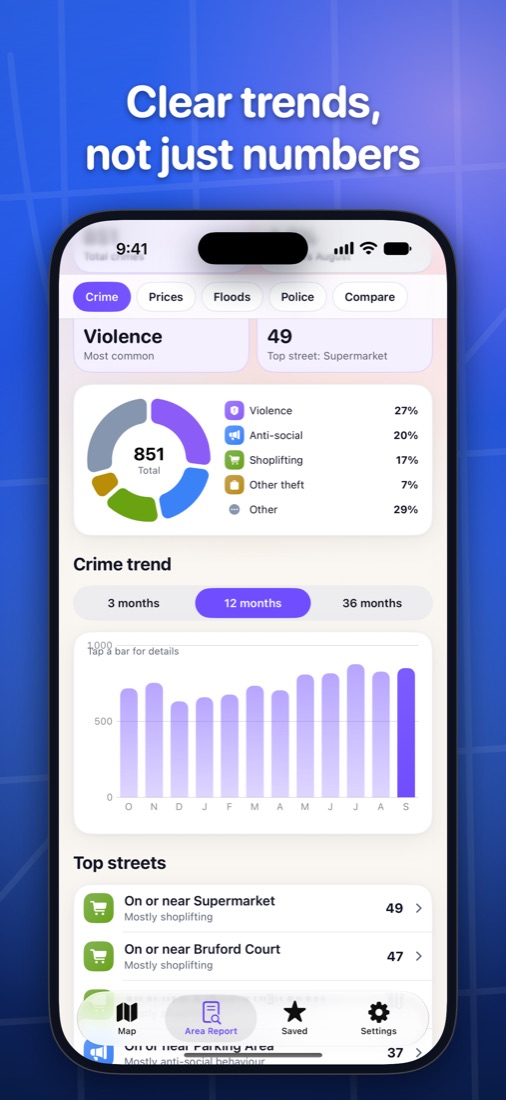 Clear trends,
not just numbers
9:41
Total crimes
August
Crime
Prices
Floods
Police
Compare
Violence
Most common
49
Top street: Supermarket
851
Total
Violence 27%
Anti-social 20%
Shoplifting 17%
Other theft 7%
Other 29%
Crime trend
3 months
12 months
36 months
1,000
Tap a bar for details
500
0
O N D J F M A M J J A S
Top streets
On or near Supermarket
Mostly shoplifting
49
On or near Bruford Court
Mostly shoplifting
47
Map
Area Report
Saved
Settings
On or near Parking Area
Mostly anti-social behaviour
37